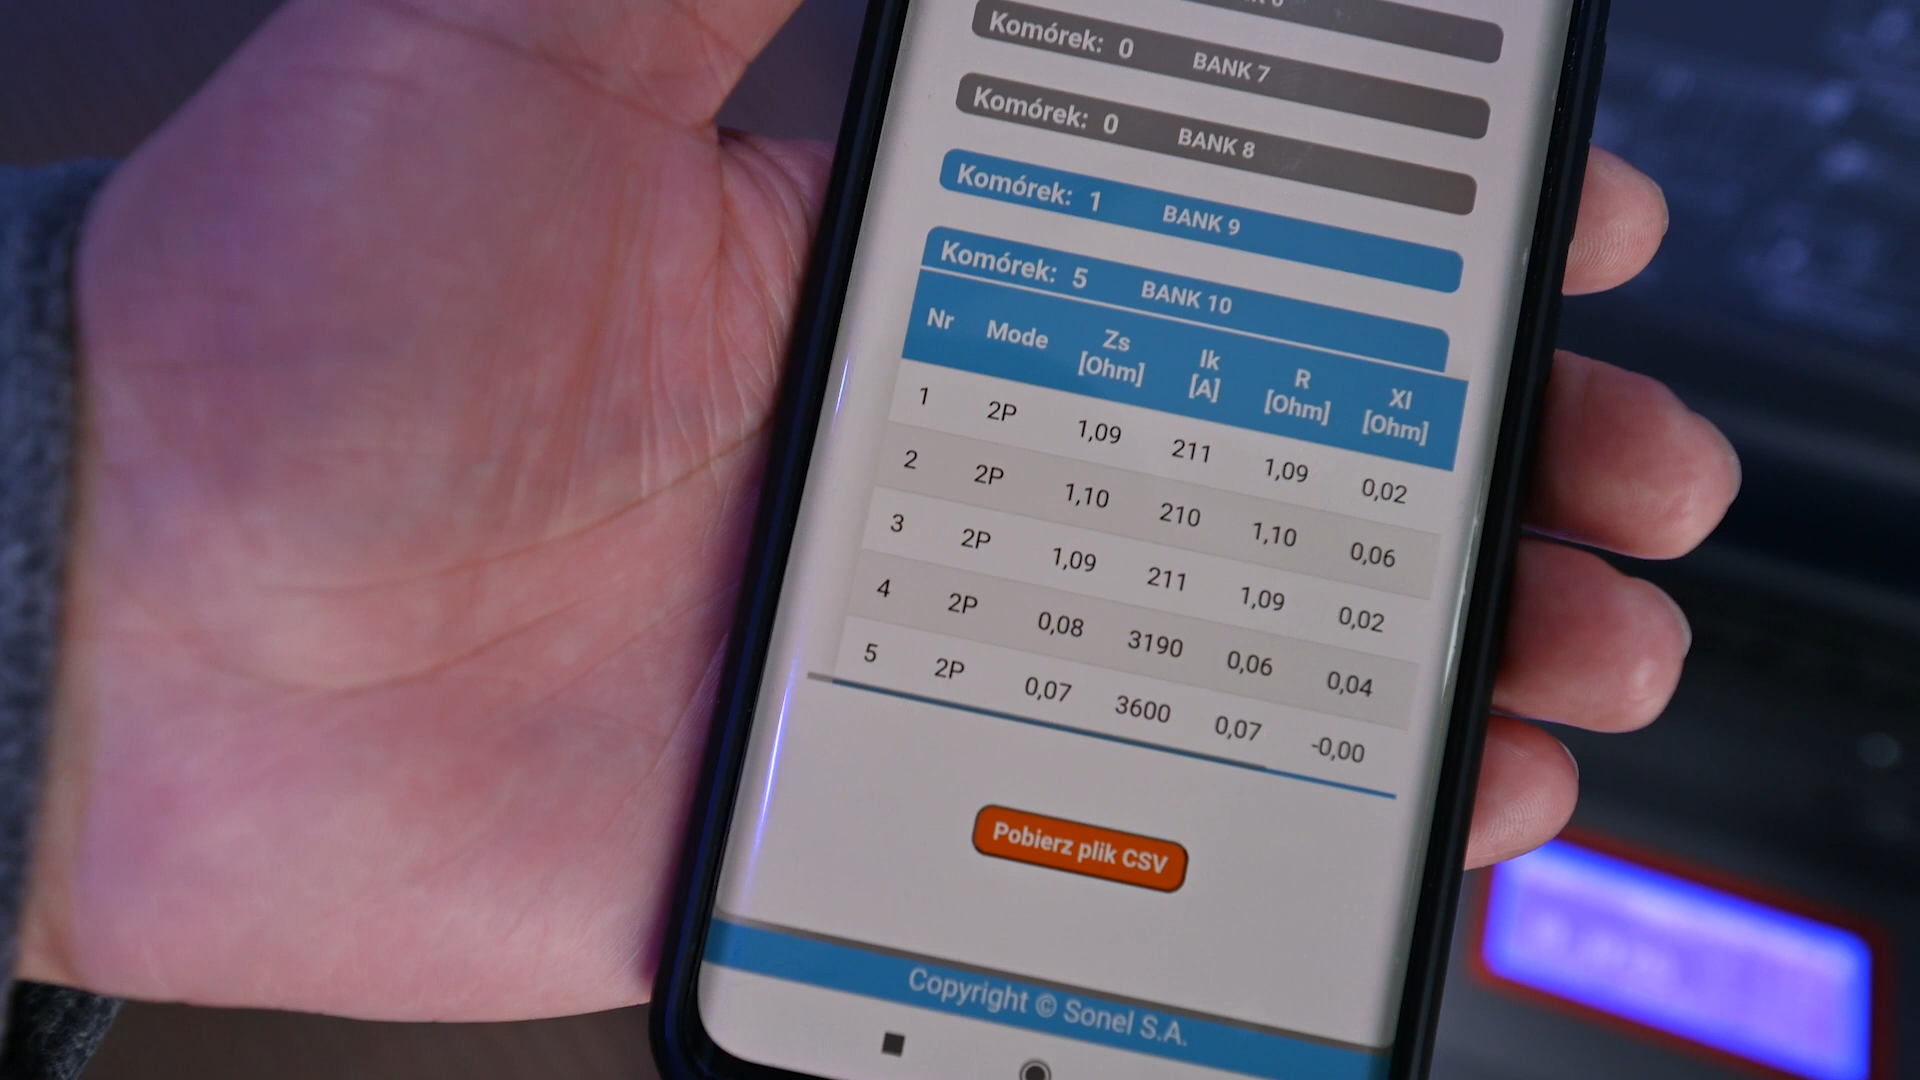 Komórek: 0 BANK 7
Komórek: 0 BANK 8
Komórek: 1 BANK 9
Komórek: 5 BANK 10
Nr Mode Zs [Ohm] Ik [A] R [Ohm] Xl [Ohm]
1 2P 1,09 211 1,09 0,02
2 2P 1,10 210 1,10 0,06
3 2P 1,09 211 1,09 0,02
4 2P 0,08 3190 0,06 0,04
5 2P 0,07 3600 0,07 -0,00
Pobierz plik CSV
Copyright © Sonel S.A.